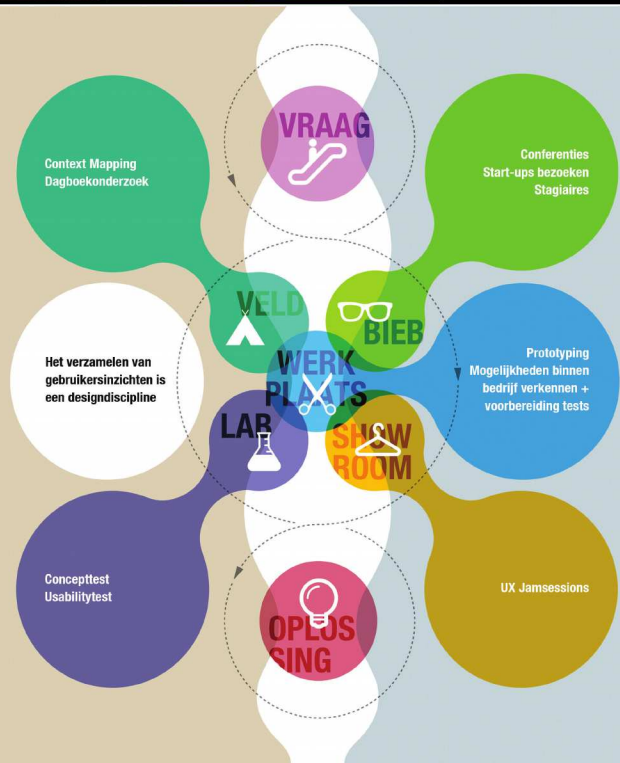 VRAAG
Context Mapping
Dagboekonderzoek
Conferenties
Start-ups bezoeken
Stagiaires
VELD
BIEB
Het verzamelen van
gebruikersinzichten is
een designdiscipline
WERK
PLAATS
Prototyping
Mogelijkheden binnen
bedrijf verkennen +
voorbereiding tests
LAB
SHOW
ROOM
Concepttest
Usabilitytest
UX Jamsessions
OPLOS
SING